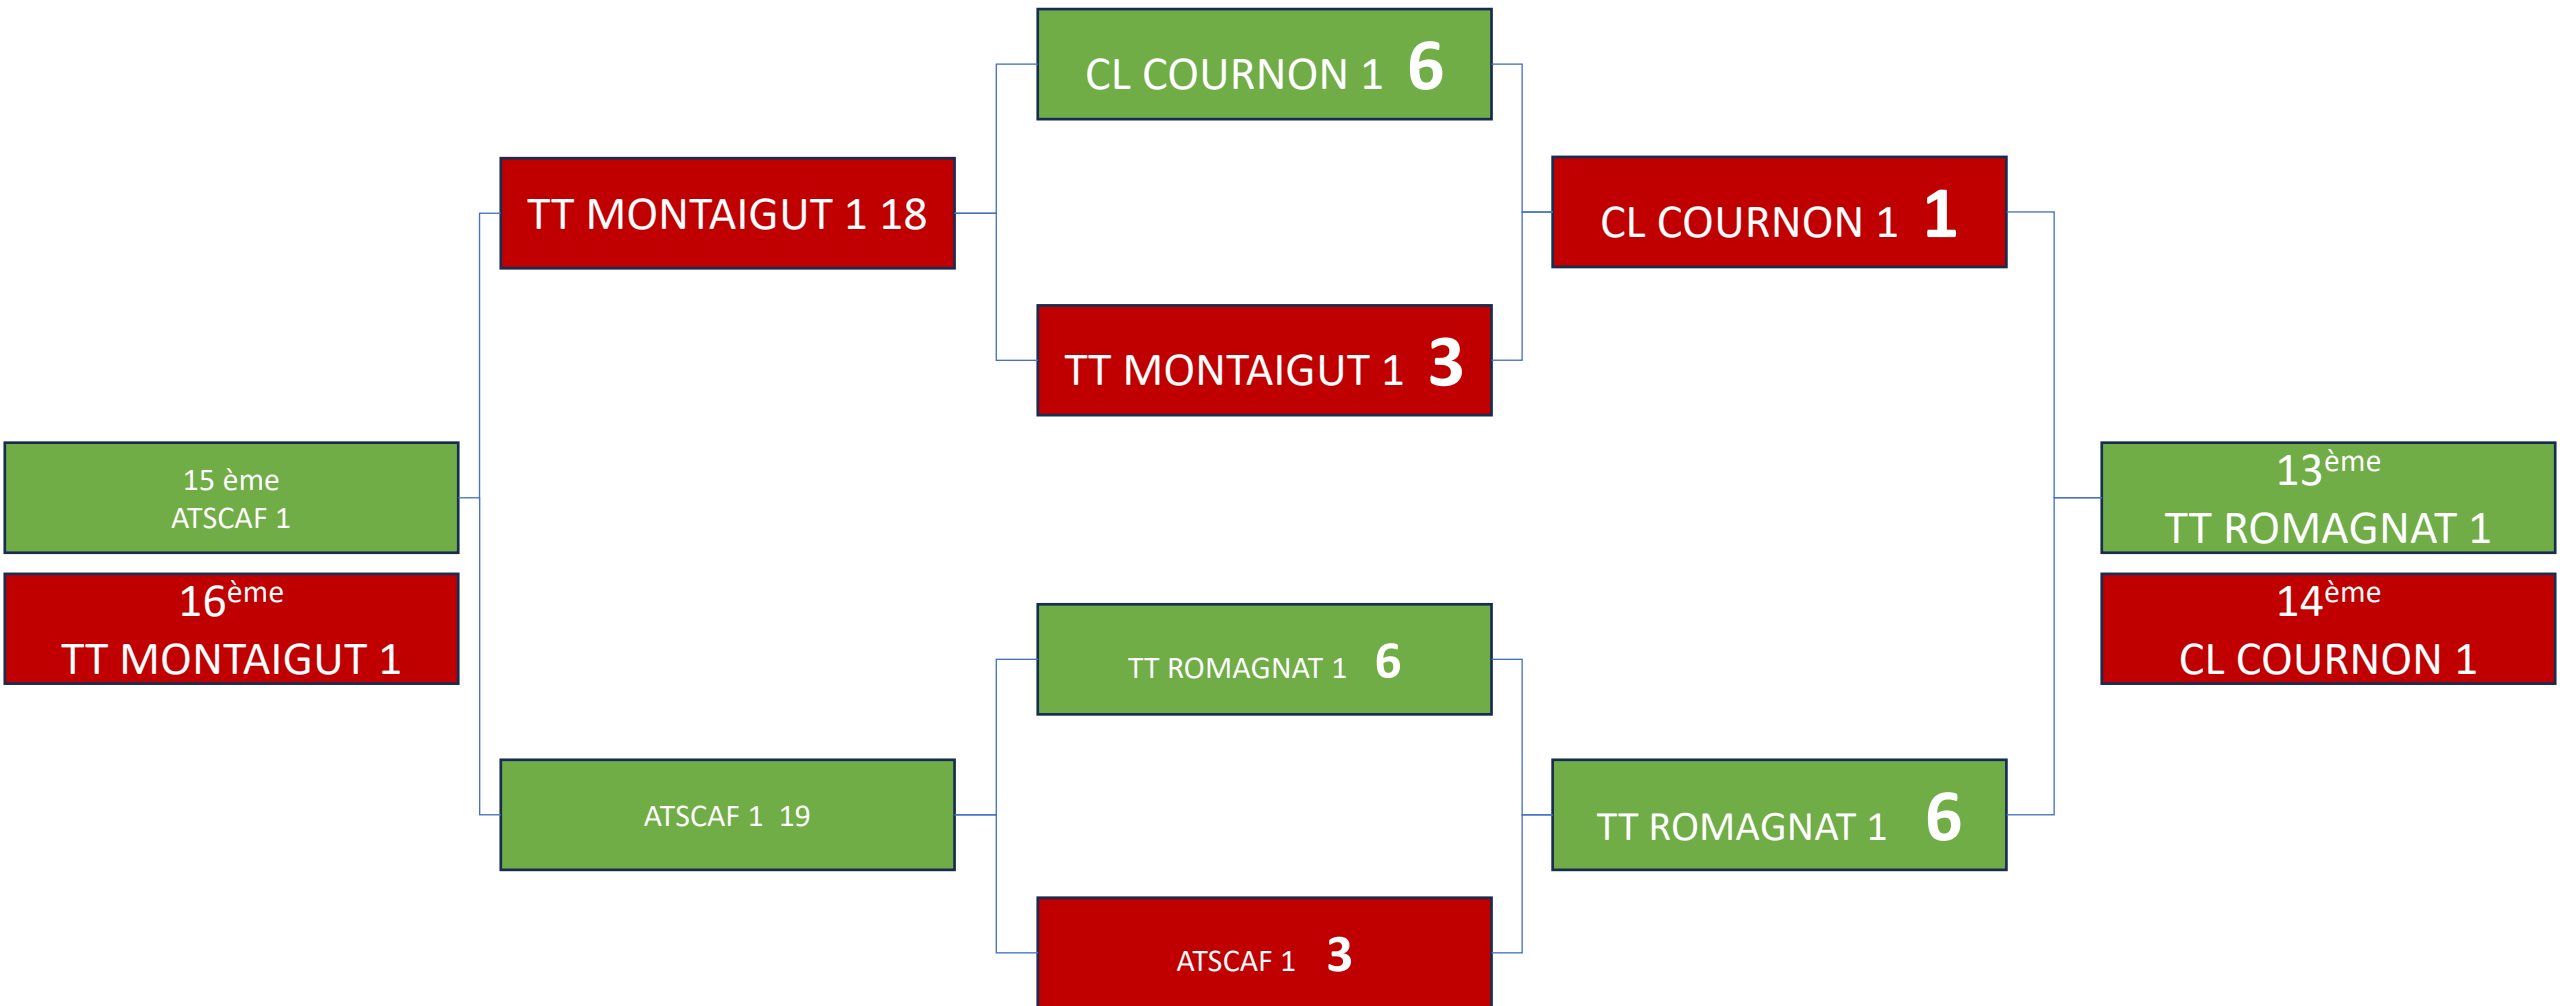 CL COURNON 1 6
TT MONTAIGUT 1 18
CL COURNON 1 1
TT MONTAIGUT 1 3
15 ème
ATSCAF 1
16ème
TT MONTAIGUT 1
13ème
TT ROMAGNAT 1
14ème
CL COURNON 1
TT ROMAGNAT 1 6
ATSCAF 1 19
TT ROMAGNAT 1 6
ATSCAF 1 3